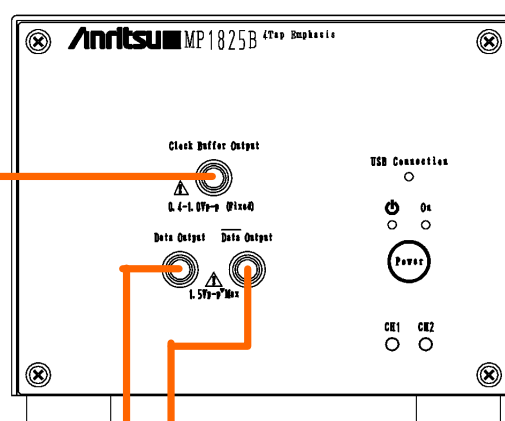 Anritsu MP1825B 4Tap Emphasis
Clock Buffer Output
USB Connection
0.4-1.0Vp-p (Fixed)
On
Data Output Data Output
Power
1.5Vp-p Max
CH1 CH2